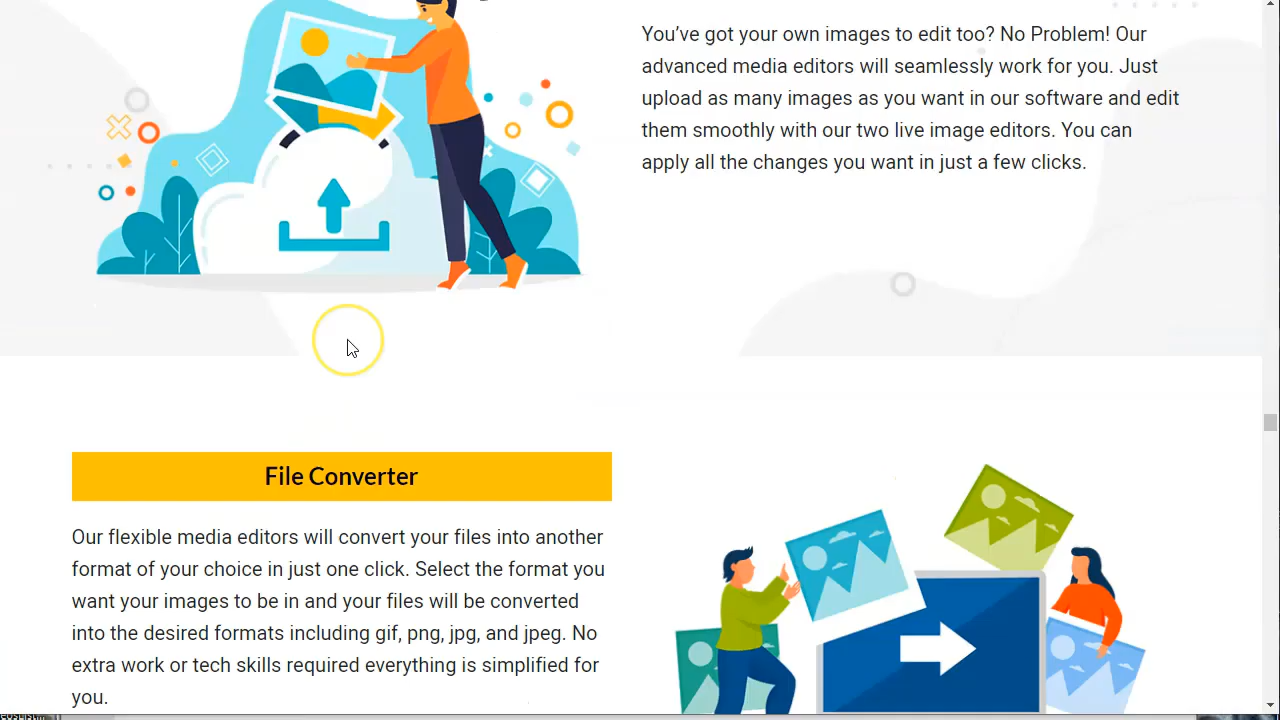 You’ve got your own images to edit too? No Problem! Our
advanced media editors will seamlessly work for you. Just
upload as many images as you want in our software and edit
them smoothly with our two live image editors. You can
apply all the changes you want in just a few clicks.
File Converter
Our flexible media editors will convert your files into another
format of your choice in just one click. Select the format you
want your images to be in and your files will be converted
into the desired formats including gif, png, jpg, and jpeg. No
extra work or tech skills required everything is simplified for
you.